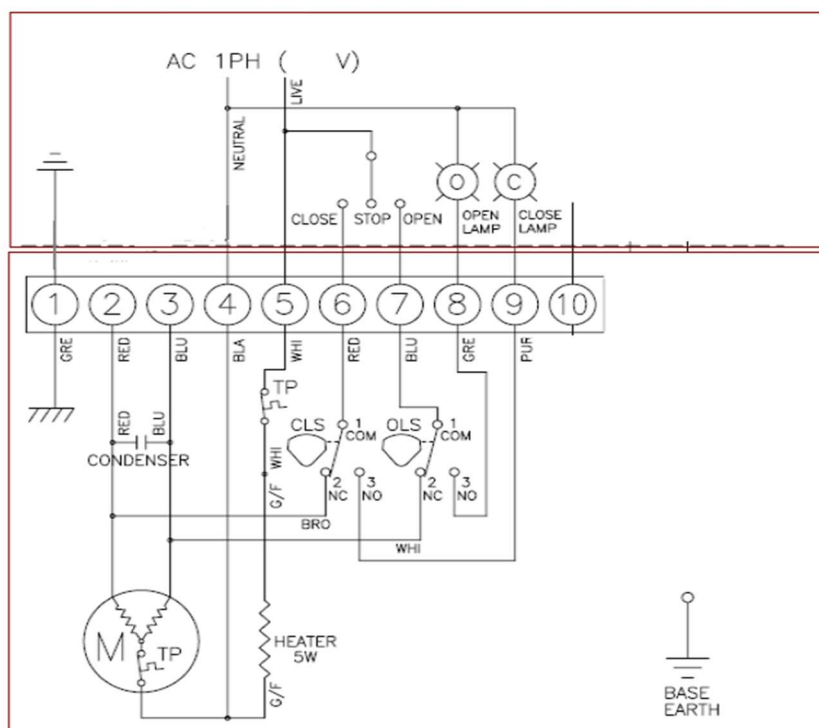 AC 1PH ( V)
LIVE
NEUTRAL
O
C
CLOSE STOP OPEN
OPEN
LAMP
CLOSE
LAMP
1 2 3 4 5 6 7 8 9 10
GRE
RED
BLU
BLA
WHI
RED
BLU
GRE
PUR
TP
RED
BLU
CONDENSER
WHI
G/F
CLS
1
COM
2
NC
3
NO
OLS
1
COM
2
NC
3
NO
BRO
WHI
M
TP
HEATER
5W
G/F
BASE
EARTH